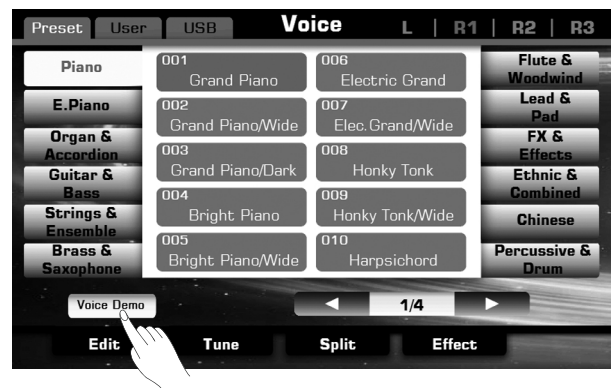 Preset User USB Voice L | R1 | R2 | R3
Piano
E.Piano
Organ &
Accordion
Guitar &
Bass
Strings &
Ensemble
Brass &
Saxophone
001
Grand Piano
002
Grand Piano/Wide
003
Grand Piano/Dark
004
Bright Piano
005
Bright Piano/Wide
006
Electric Grand
007
Elec.Grand/Wide
008
Honky Tonk
009
Honky Tonk/Wide
010
Harpsichord
Flute &
Woodwind
Lead &
Pad
FX &
Effects
Ethnic &
Combined
Chinese
Percussive &
Drum
Voice Demo
1/4
Edit Tune Split Effect